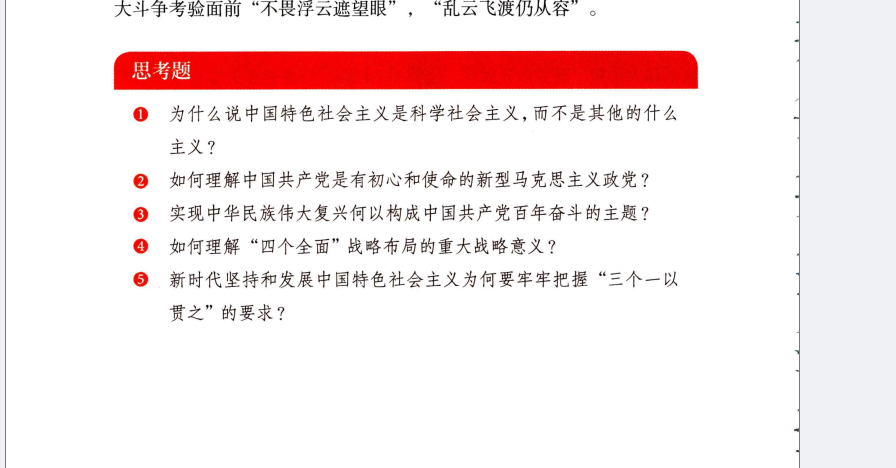 大斗争考验面前“不畏浮云遮望眼”，“乱云飞渡仍从容”。
思考题
1 为什么说中国特色社会主义是科学社会主义，而不是其他的什么
主义？
2 如何理解中国共产党是有初心和使命的新型马克思主义政党？
3 实现中华民族伟大复兴何以构成中国共产党百年奋斗的主题？
4 如何理解“四个全面”战略布局的重大战略意义？
5 新时代坚持和发展中国特色社会主义为何要牢牢把握“三个一以
贯之”的要求？